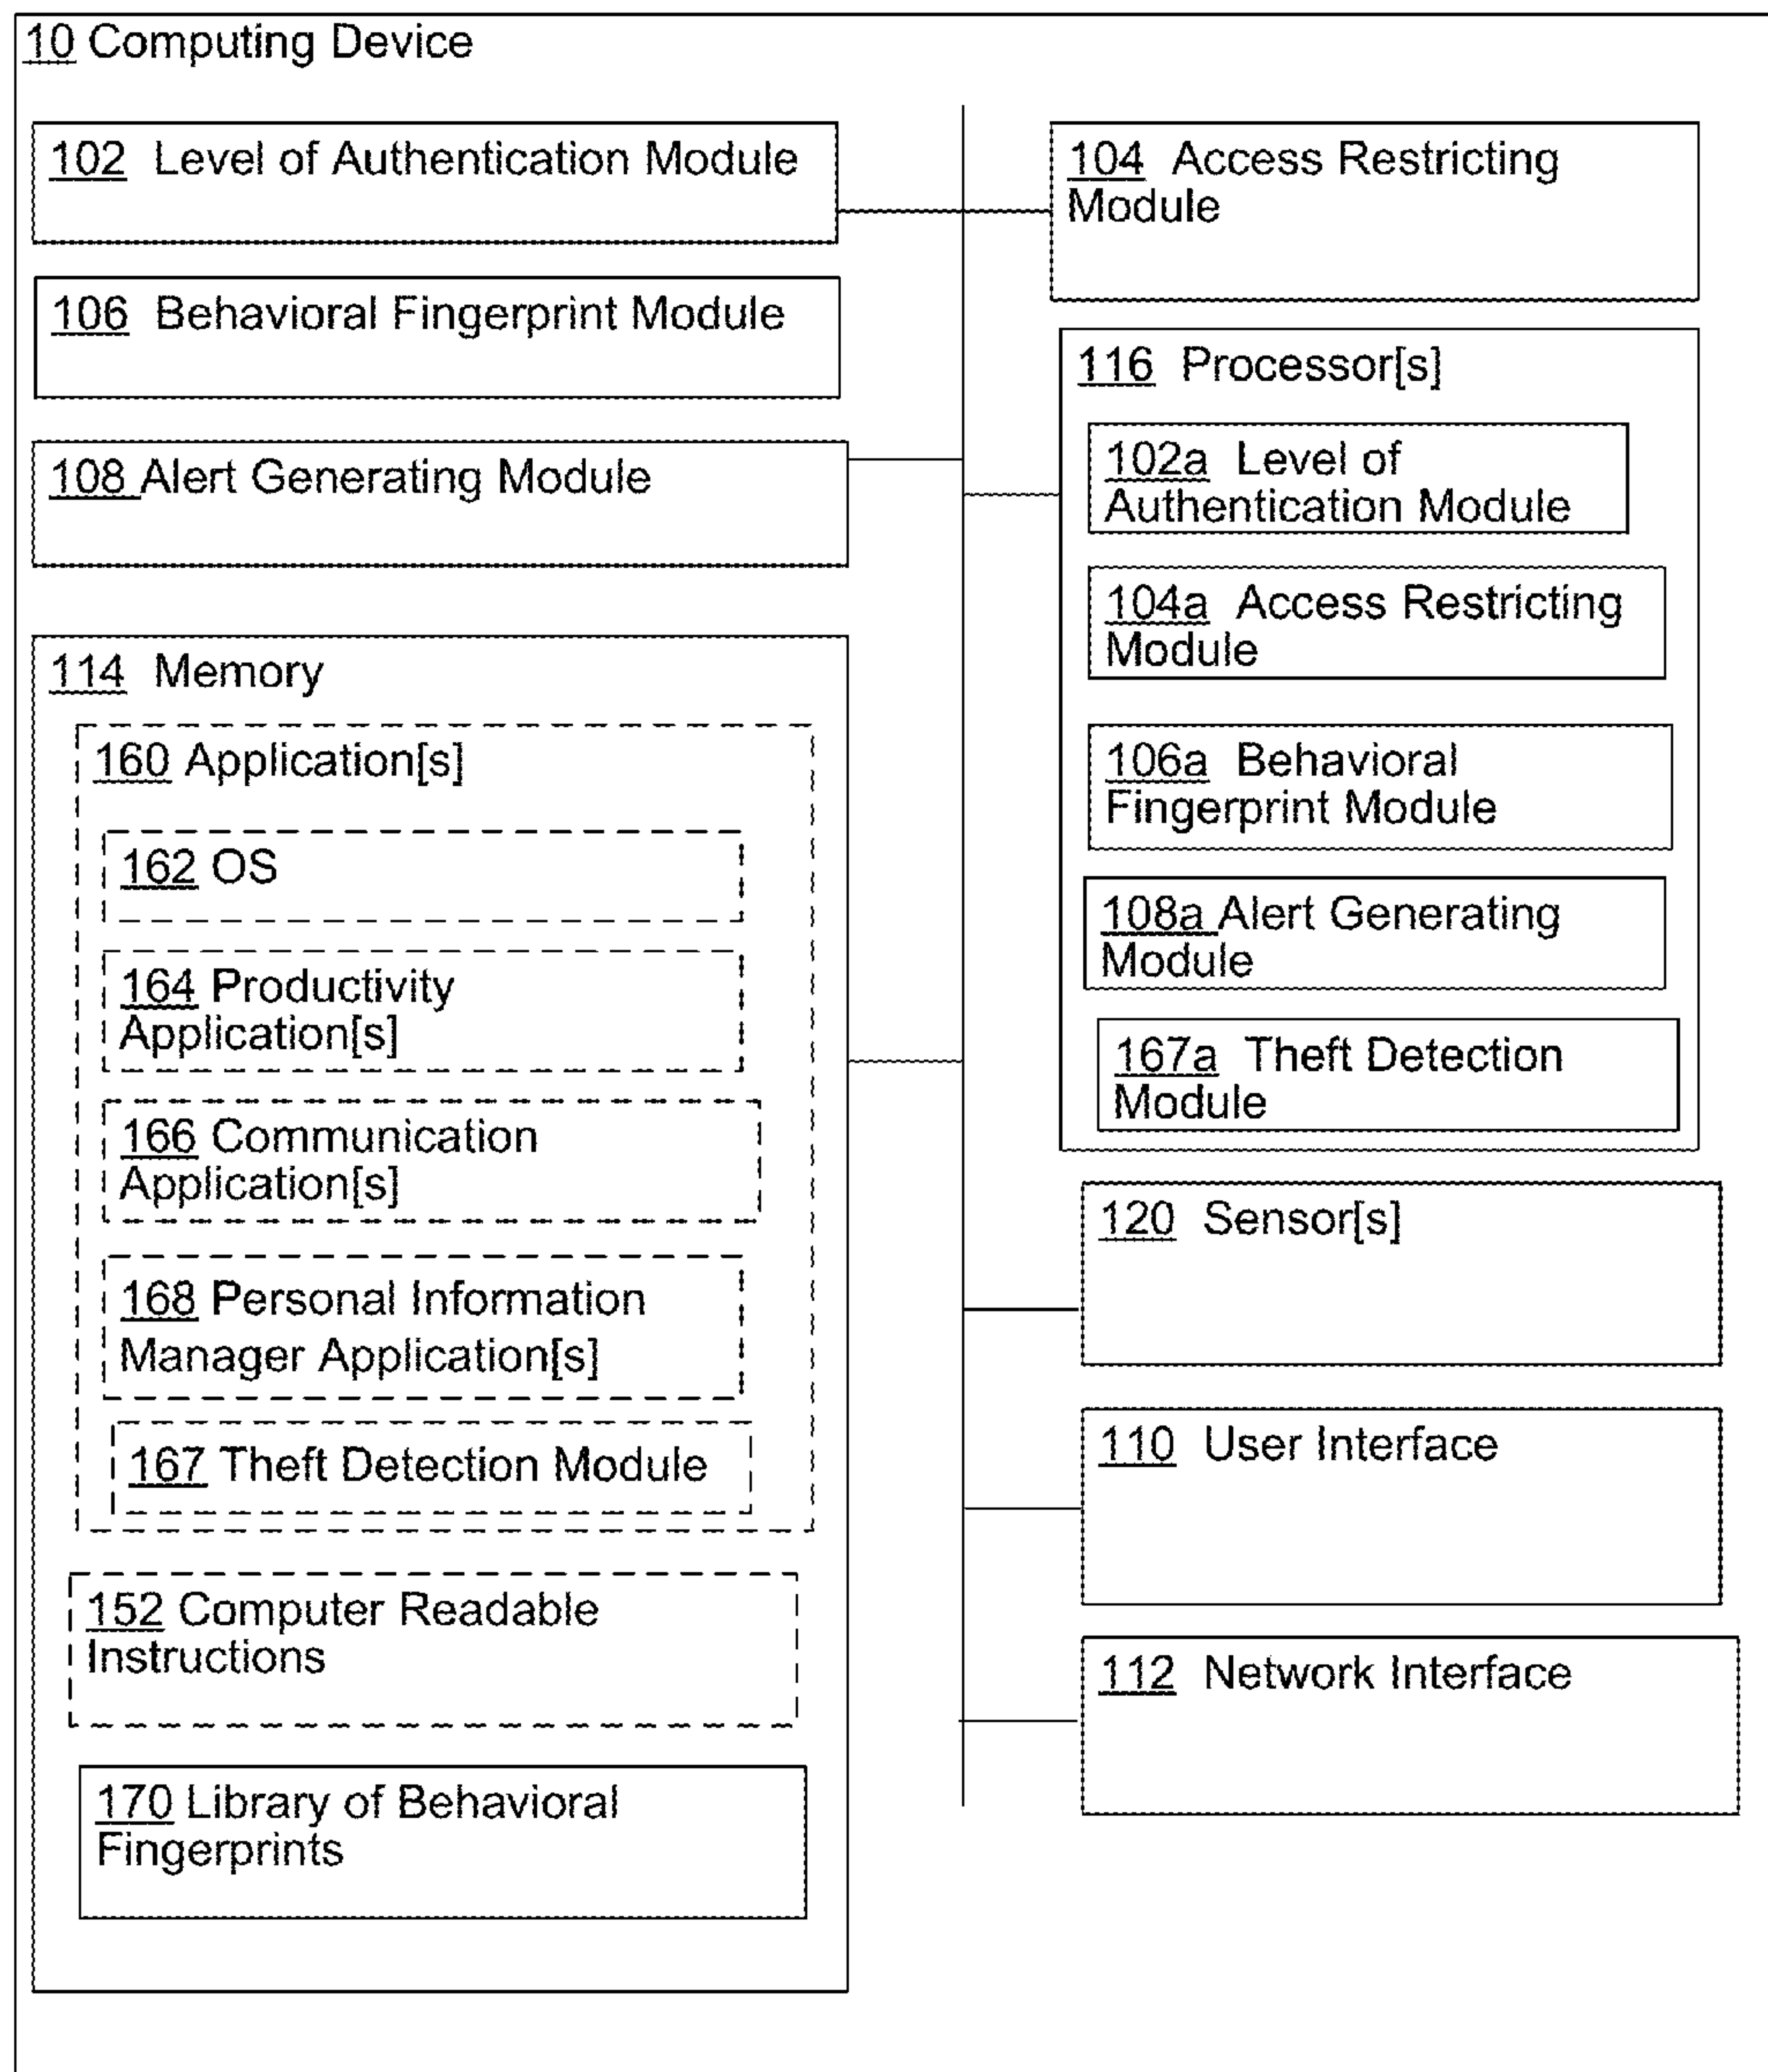 10 Computing Device
102 Level of Authentication Module
106 Behavioral Fingerprint Module
108 Alert Generating Module
114 Memory
160 Application[s]
162 OS
164 Productivity
Application[s]
166 Communication
Application[s]
168 Personal Information
Manager Application[s]
167 Theft Detection Module
152 Computer Readable
Instructions
170 Library of Behavioral
Fingerprints
104 Access Restricting
Module
116 Processor[s]
102a Level of
Authentication Module
104a Access Restricting
Module
106a Behavioral
Fingerprint Module
108a Alert Generating
Module
167a Theft Detection
Module
120 Sensor[s]
110 User Interface
112 Network Interface